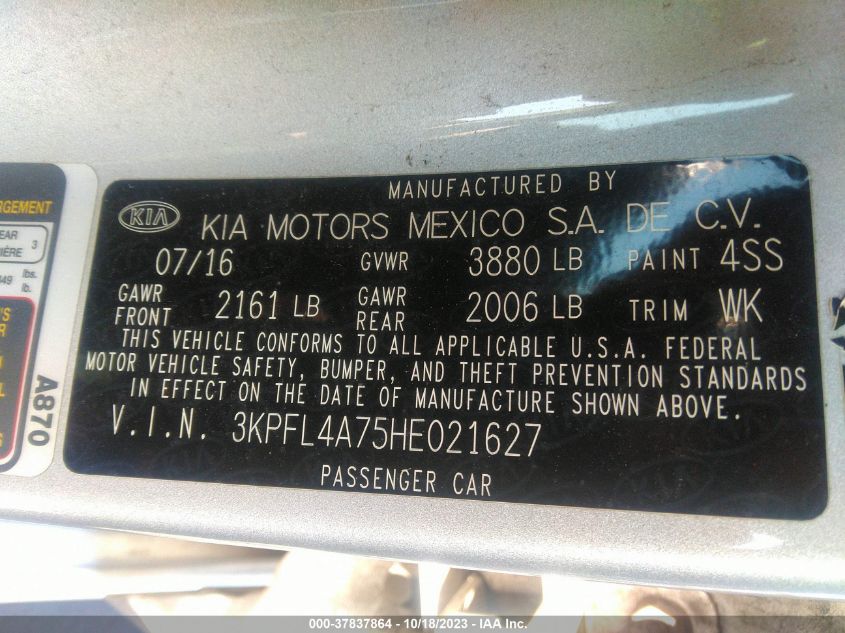 MANUFACTURED BY
KIA KIA MOTORS MEXICO S.A. DE C.V.
07/16 GVWR 3880 LB PAINT 4SS
GAWR FRONT 2161 LB GAWR REAR 2006 LB TRIM WK
THIS VEHICLE CONFORMS TO ALL APPLICABLE U.S.A. FEDERAL
MOTOR VEHICLE SAFETY, BUMPER, AND THEFT PREVENTION STANDARDS
IN EFFECT ON THE DATE OF MANUFACTURE SHOWN ABOVE.
V.I.N. 3KPFL4A75HE021627
PASSENGER CAR
3
lbs.
lb.
A870
000-37837864 | 10/18/2023 | IAA Inc.